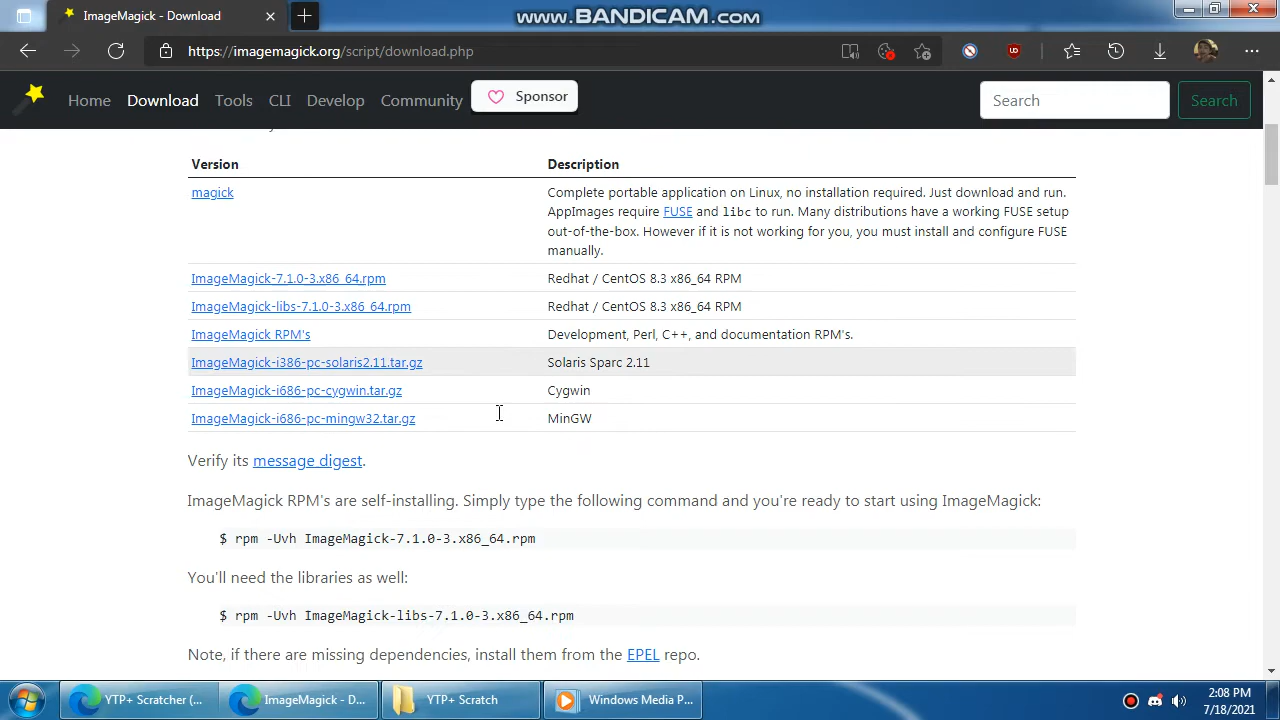 ImageMagick - Download
www.BANDICAM.com
https://imagemagick.org/script/download.php
Home
Download
Tools
CLI
Develop
Community
Sponsor
Search
Search
Version
Description
magick
Complete portable application on Linux, no installation required. Just download and run.
AppImages require FUSE and libc to run. Many distributions have a working FUSE setup
out-of-the-box. However if it is not working for you, you must install and configure FUSE
manually.
ImageMagick-7.1.0-3.x86_64.rpm
Redhat / CentOS 8.3 x86_64 RPM
ImageMagick-libs-7.1.0-3.x86_64.rpm
Redhat / CentOS 8.3 x86_64 RPM
ImageMagick RPM's
Development, Perl, C++, and documentation RPM's.
ImageMagick-i386-pc-solaris2.11.tar.gz
Solaris Sparc 2.11
ImageMagick-i686-pc-cygwin.tar.gz
Cygwin
ImageMagick-i686-pc-mingw32.tar.gz
MinGW
Verify its message digest.
ImageMagick RPM's are self-installing. Simply type the following command and you're ready to start using ImageMagick:
$ rpm -Uvh ImageMagick-7.1.0-3.x86_64.rpm
You'll need the libraries as well:
$ rpm -Uvh ImageMagick-libs-7.1.0-3.x86_64.rpm
Note, if there are missing dependencies, install them from the EPEL repo.
YTP+ Scratcher (...
ImageMagick - D...
YTP+ Scratch
Windows Media P...
2:08 PM
7/18/2021